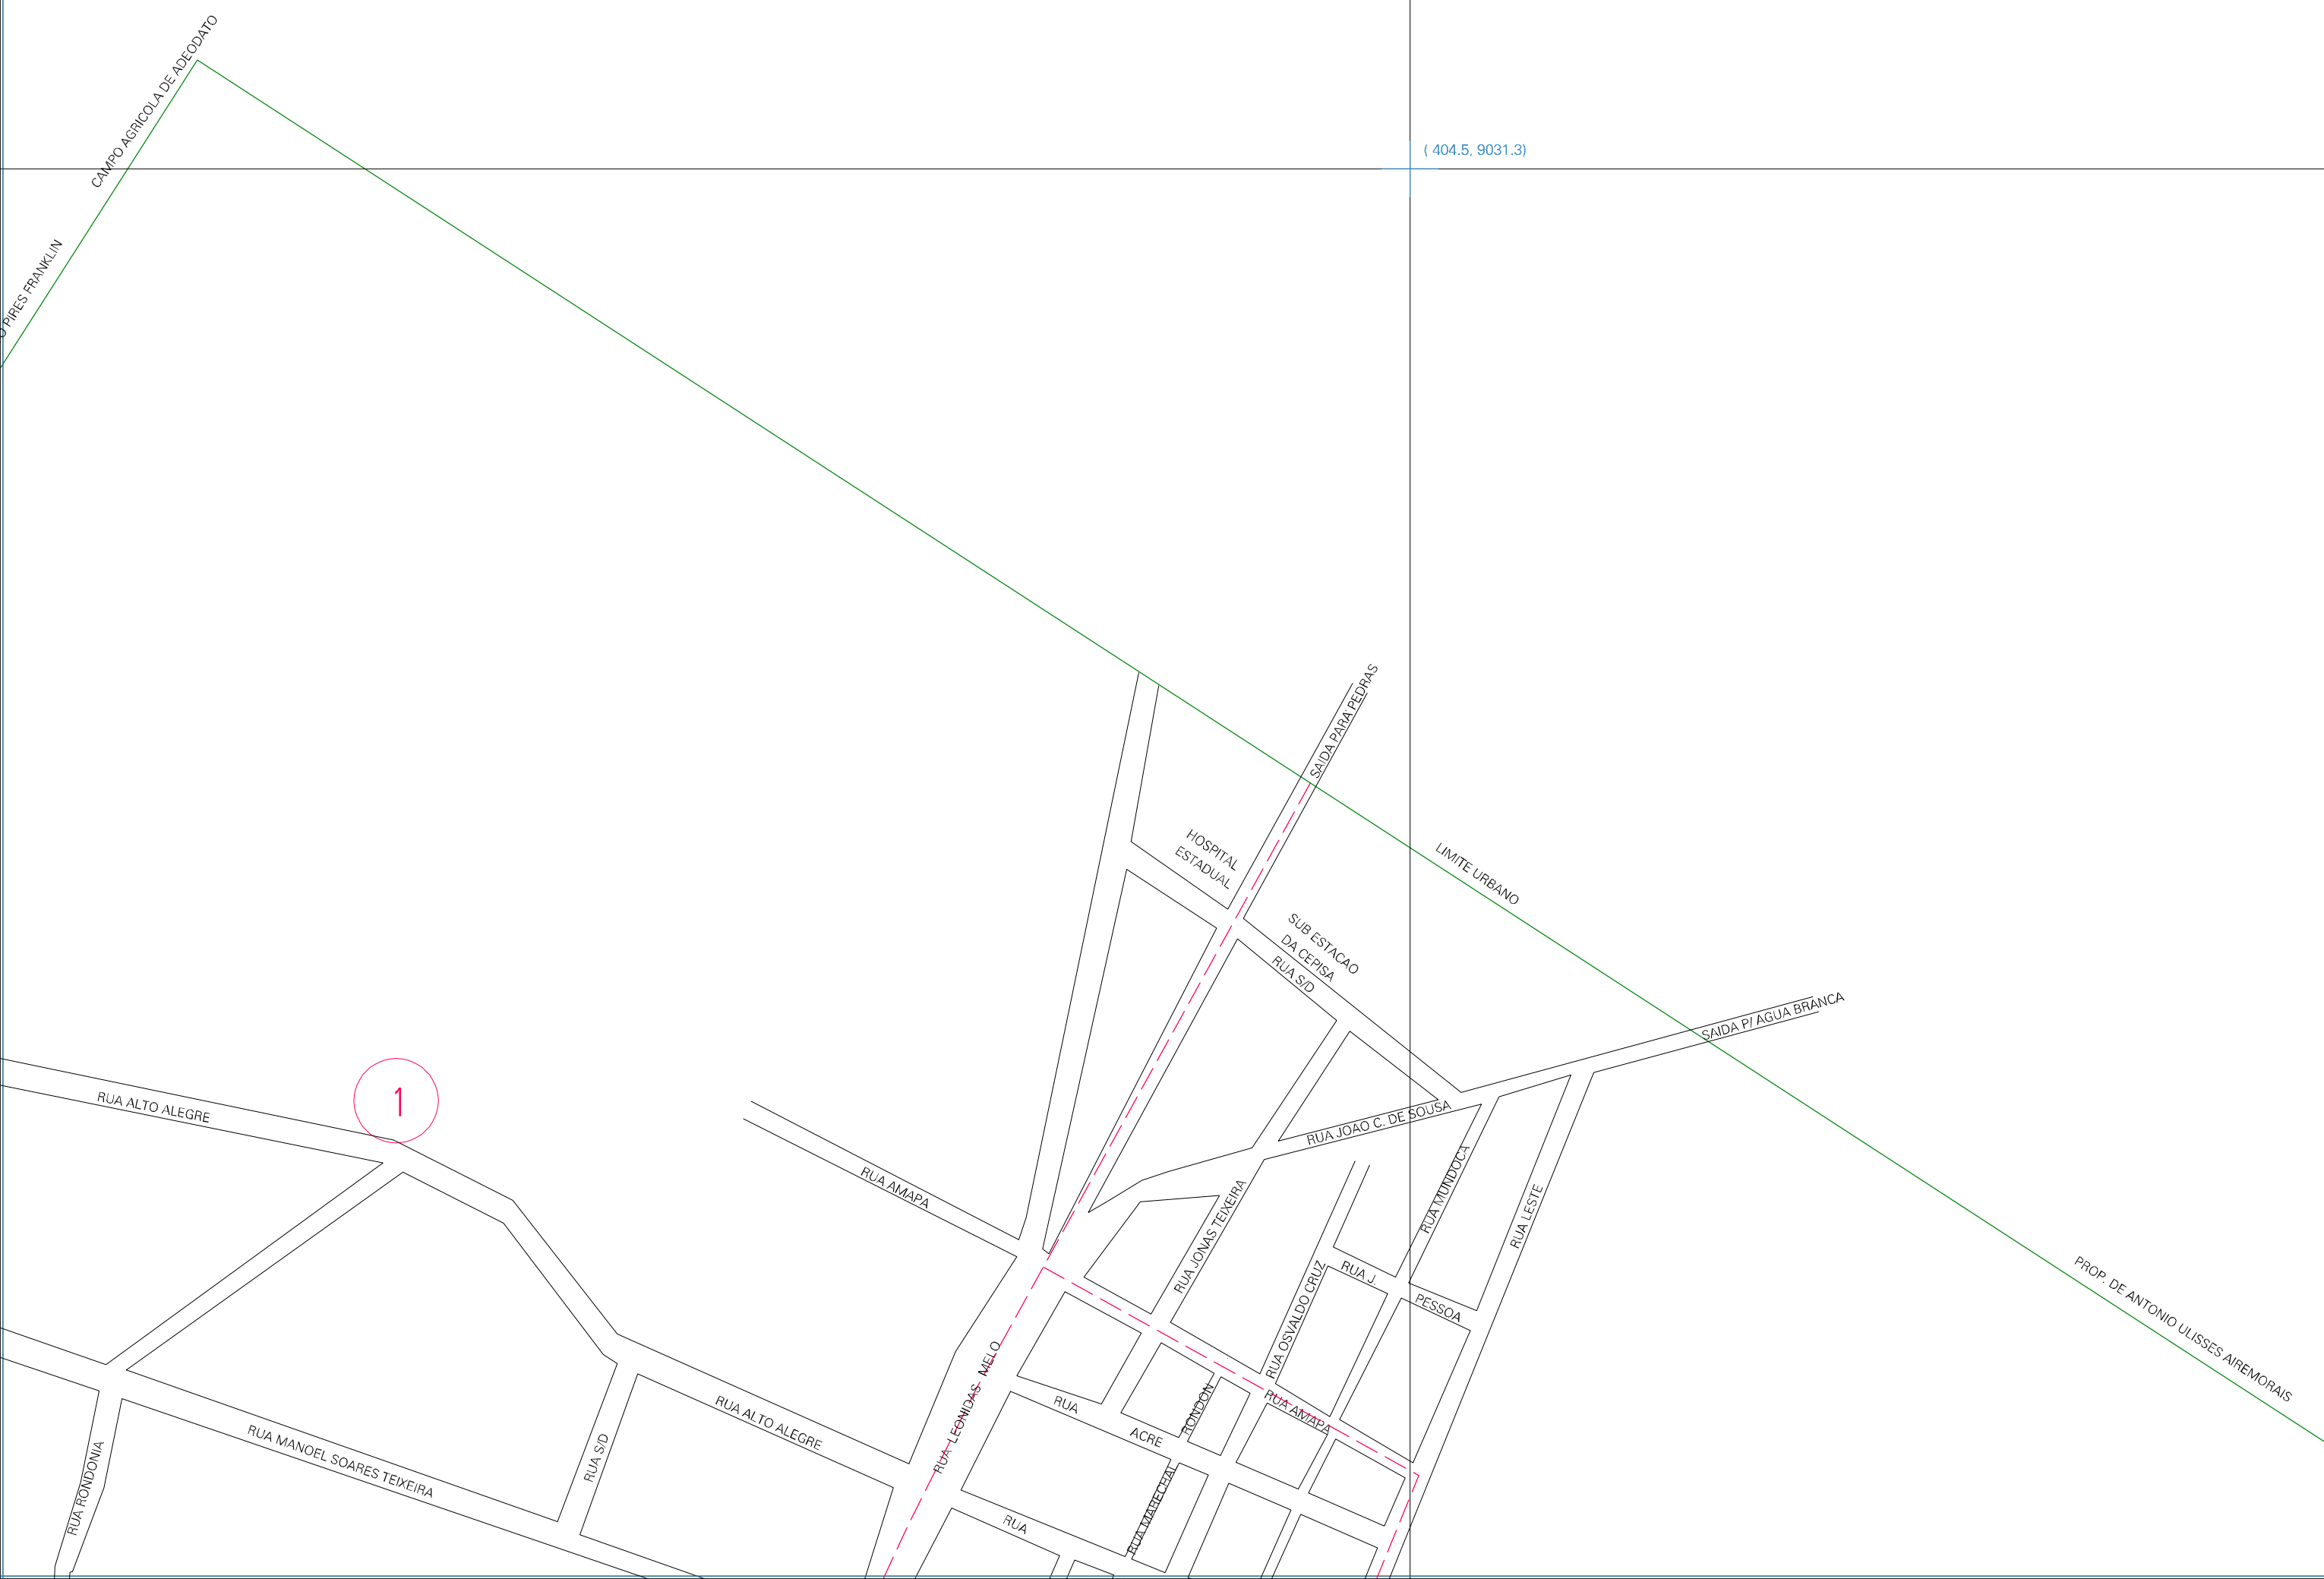 CAMPO AGRICOLA DE ADEODATO
( 404.5, 9031.3)
PIRES FRANKLIN
SAIDA PARA PEDRAS
HOSPITAL
ESTADUAL
LIMITE URBANO
SUB ESTACAO
DA CEPISA
RUA S/D
SAIDA P/ AGUA BRANCA
1
RUA ALTO ALEGRE
RUA JOAO C. DE SOUSA
RUA AMAPA
RUA MUNDOCA
RUA JONAS TEIXEIRA
RUA LESTE
RUA J.
PESSOA
RUA OSVALDO CRUZ
PROP. DE ANTONIO ULISSES AIREMORAIS
RUA LEONIDAS MELO
RUA
ACRE
RONDON
RUA AMAPA
RUA ALTO ALEGRE
RUA S/D
RUA MANOEL SOARES TEIXEIRA
RUA RONDONIA
RUA MARECHAL
RUA